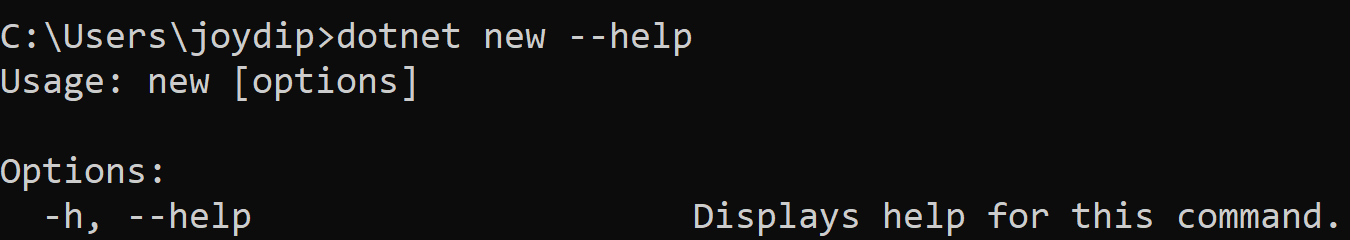 C:\Users\joydip>dotnet new --help
Usage: new [options]
Options:
-h, --help Displays help for this command.